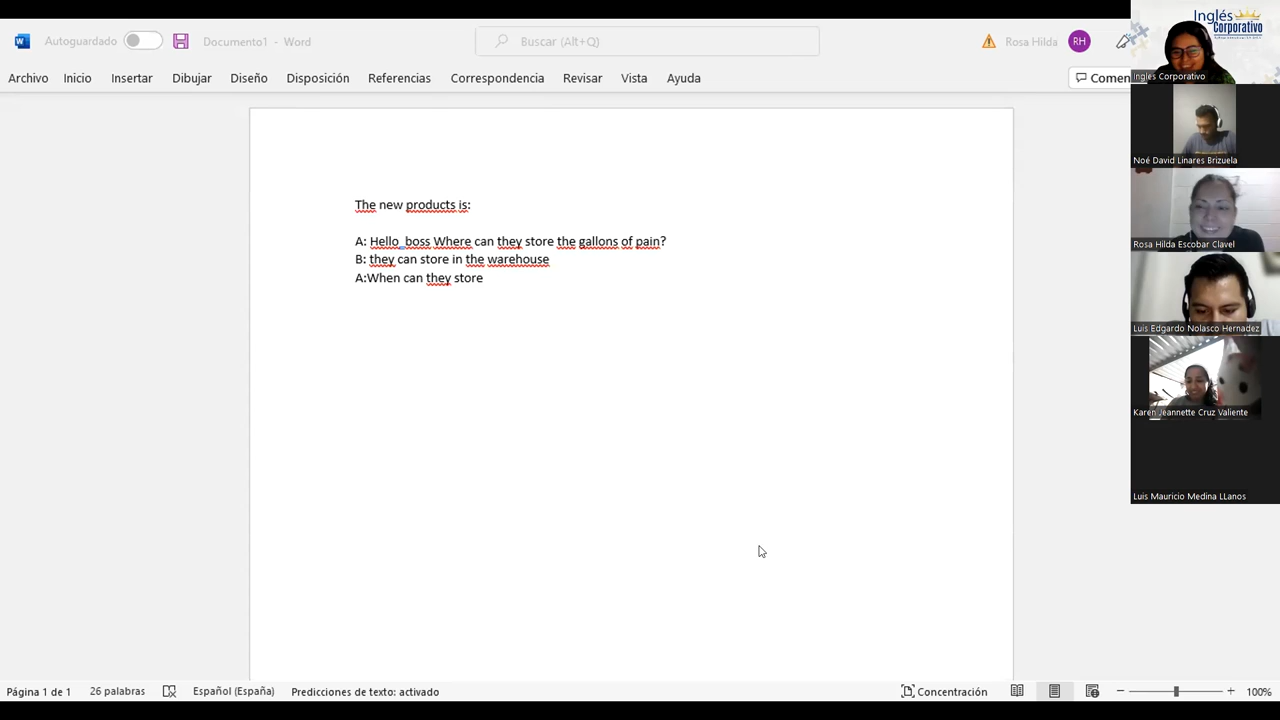 Autoguardado
Documento1 - Word
Buscar (Alt+Q)
Rosa Hilda
RH
Archivo Inicio Insertar Dibujar Diseño Disposición Referencias Correspondencia Revisar Vista Ayuda
Comen
The new products is:
A: Hello boss Where can they store the gallons of pain?
B: they can store in the warehouse
A:When can they store
Inglés
Corporativo
Inglés Corporativo
Noé David Linares Brizuela
Rosa Hilda Escobar Clavel
Luis Edgardo Nolasco Hernadez
Karen Jeannette Cruz Valiente
Luis Mauricio Medina LLanos
Página 1 de 1 26 palabras Español (España) Predicciones de texto: activado Concentración 100%